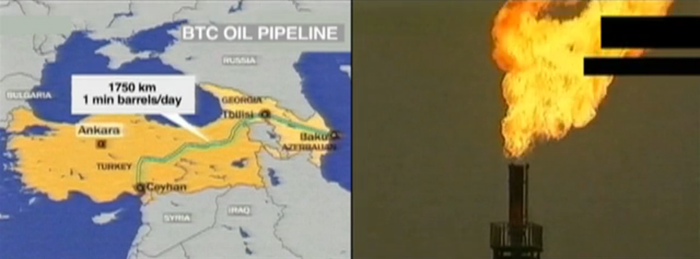 BTC OIL PIPELINE
RUSSIA
1750 km
1 min barrels/day
BULGARIA
GEORGIA
Tbilisi
Ankara
Baku
AZERBAIJAN
TURKEY
Ceyhan
SYRIA
IRAQ